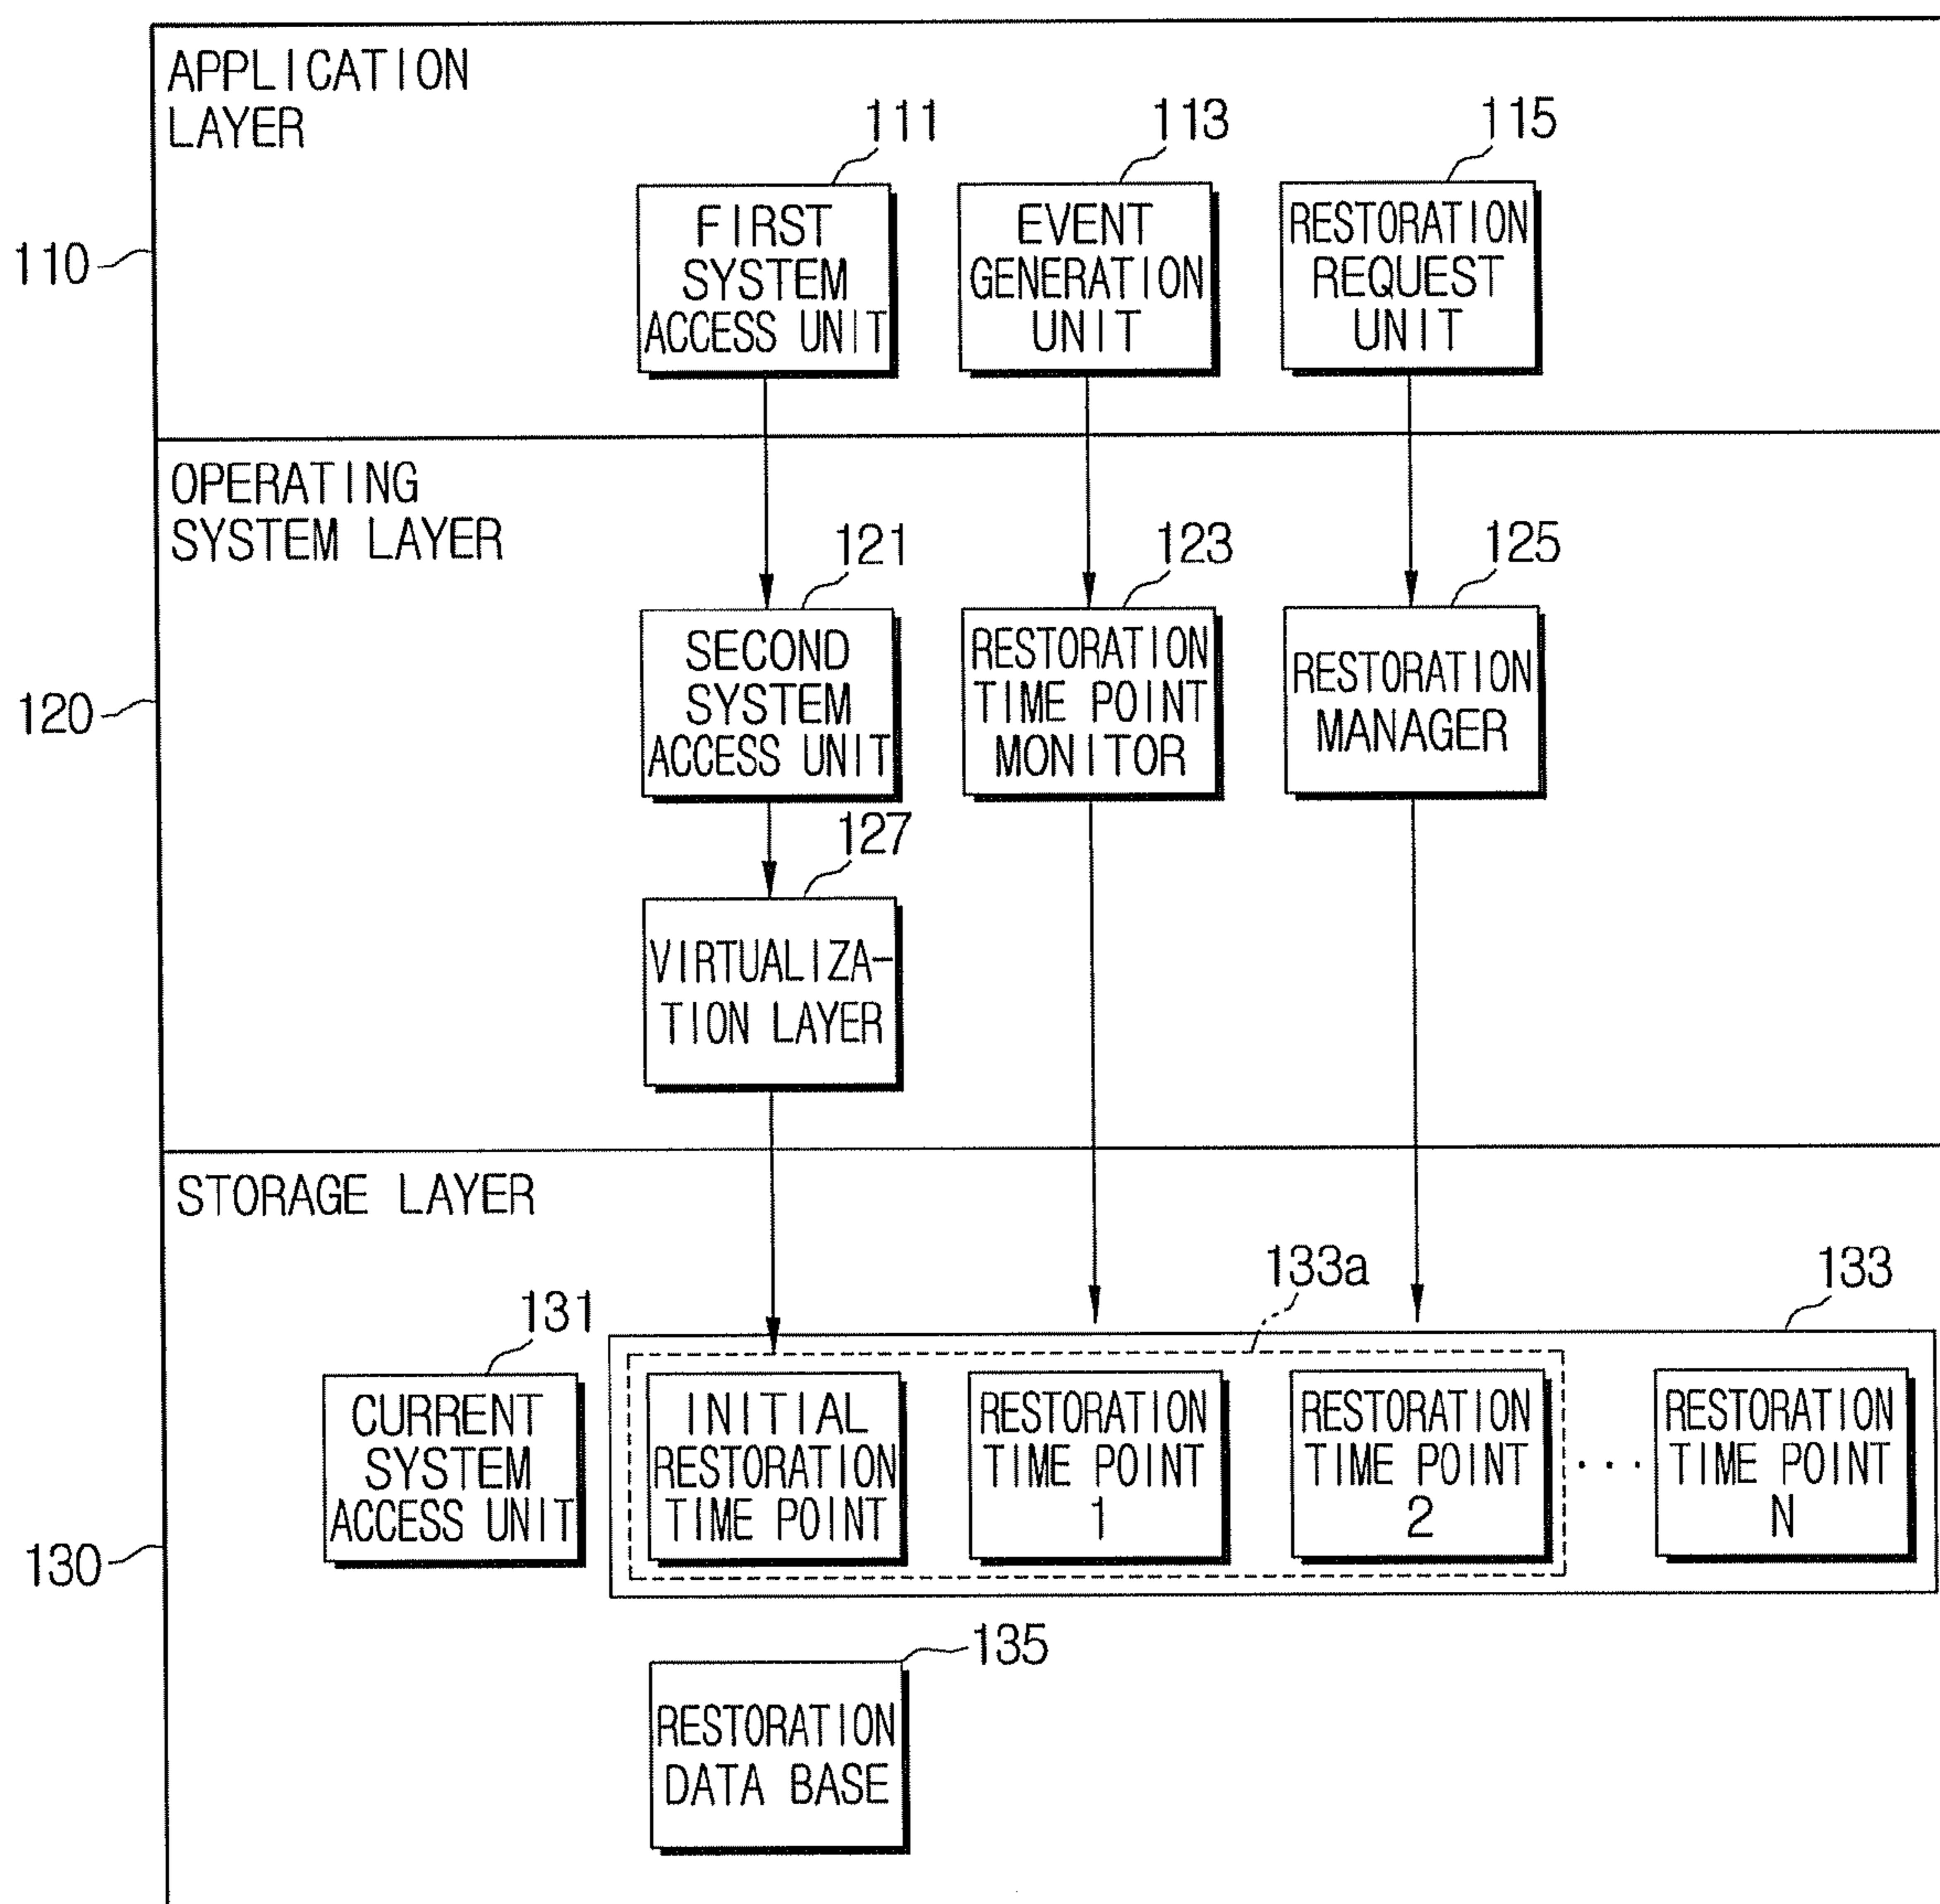 APPLICATION
LAYER
111
113
115
FIRST
SYSTEM
ACCESS UNIT
EVENT
GENERATION
UNIT
RESTORATION
REQUEST
UNIT
110
OPERATING
SYSTEM LAYER
121
123
125
SECOND
SYSTEM
ACCESS UNIT
RESTORATION
TIME POINT
MONITOR
RESTORATION
MANAGER
120
127
VIRTUALIZA-
TION LAYER
STORAGE LAYER
133a
133
131
CURRENT
SYSTEM
ACCESS UNIT
INITIAL
RESTORATION
TIME POINT
RESTORATION
TIME POINT
1
RESTORATION
TIME POINT
2
...
RESTORATION
TIME POINT
N
130
135
RESTORATION
DATA BASE